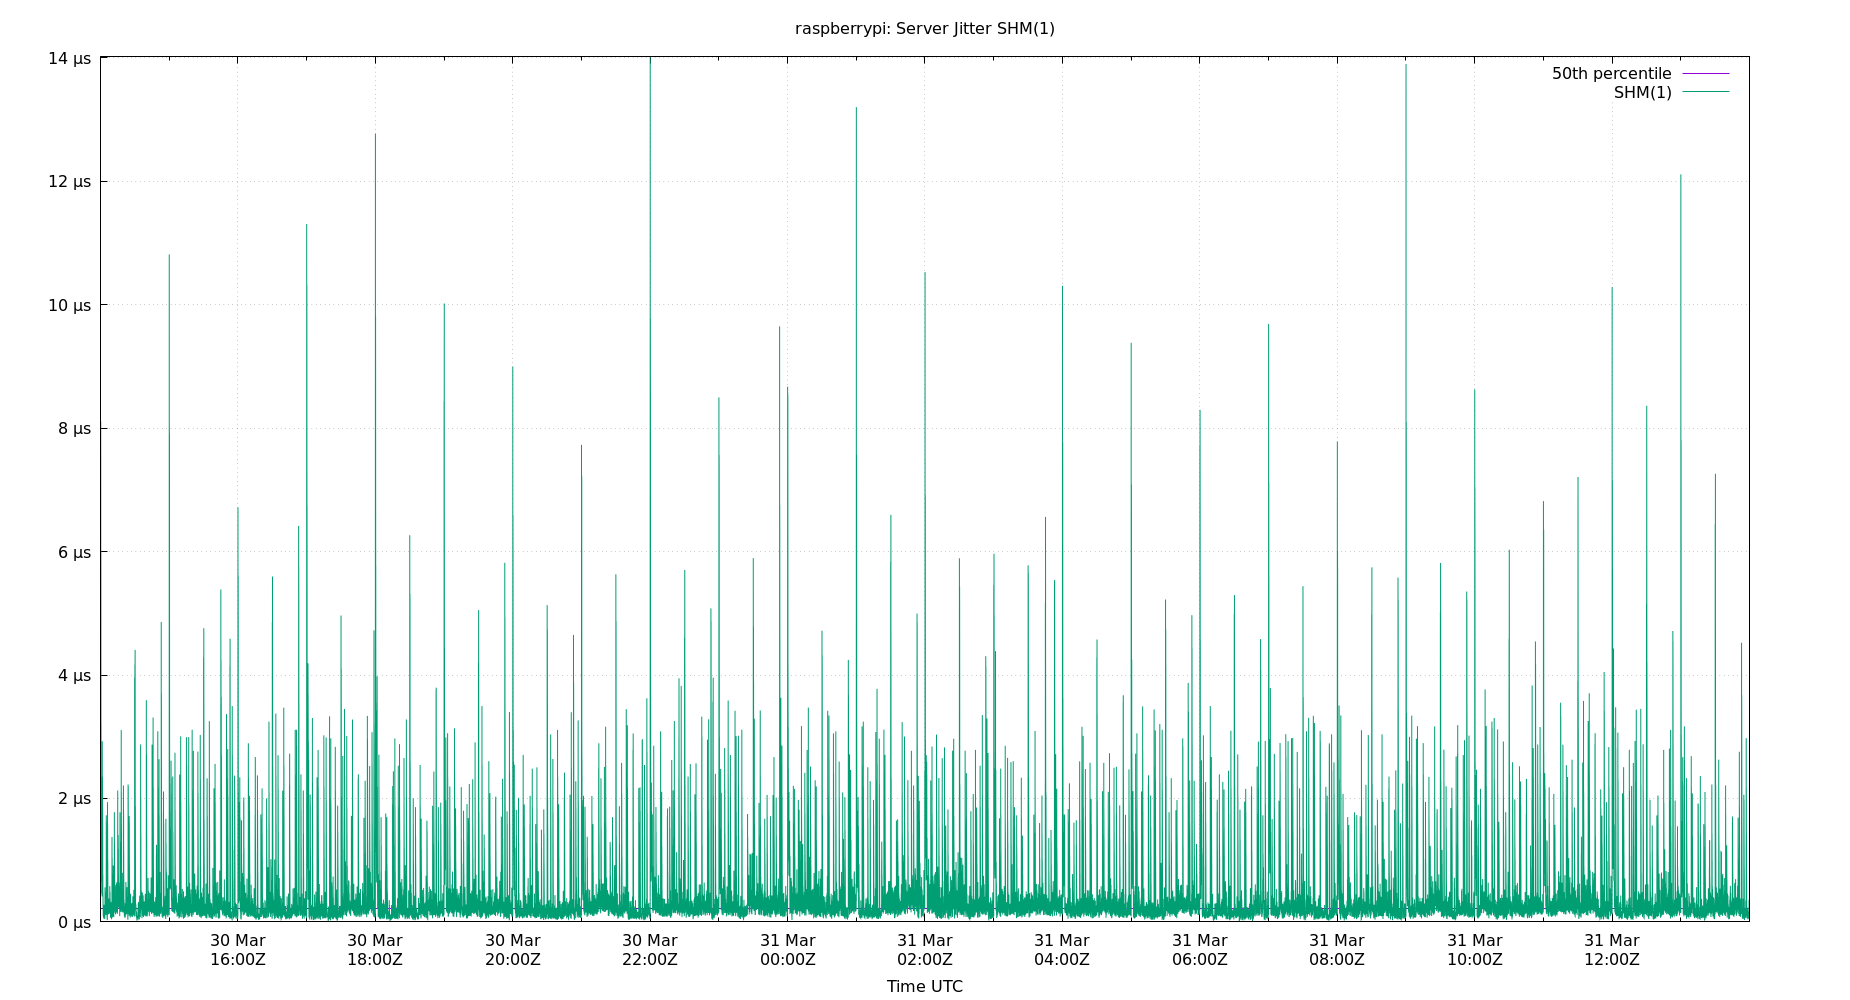 raspberrypi: Server Jitter SHM(1)
14 µs
50th percentile
SHM(1)
12 µs
10 µs
8 µs
6 µs
4 µs
2 µs
0 µs
30 Mar 30 Mar 30 Mar 30 Mar 31 Mar 31 Mar 31 Mar 31 Mar 31 Mar 31 Mar 31 Mar
16:00Z 18:00Z 20:00Z 22:00Z 00:00Z 02:00Z 04:00Z 06:00Z 08:00Z 10:00Z 12:00Z
Time UTC